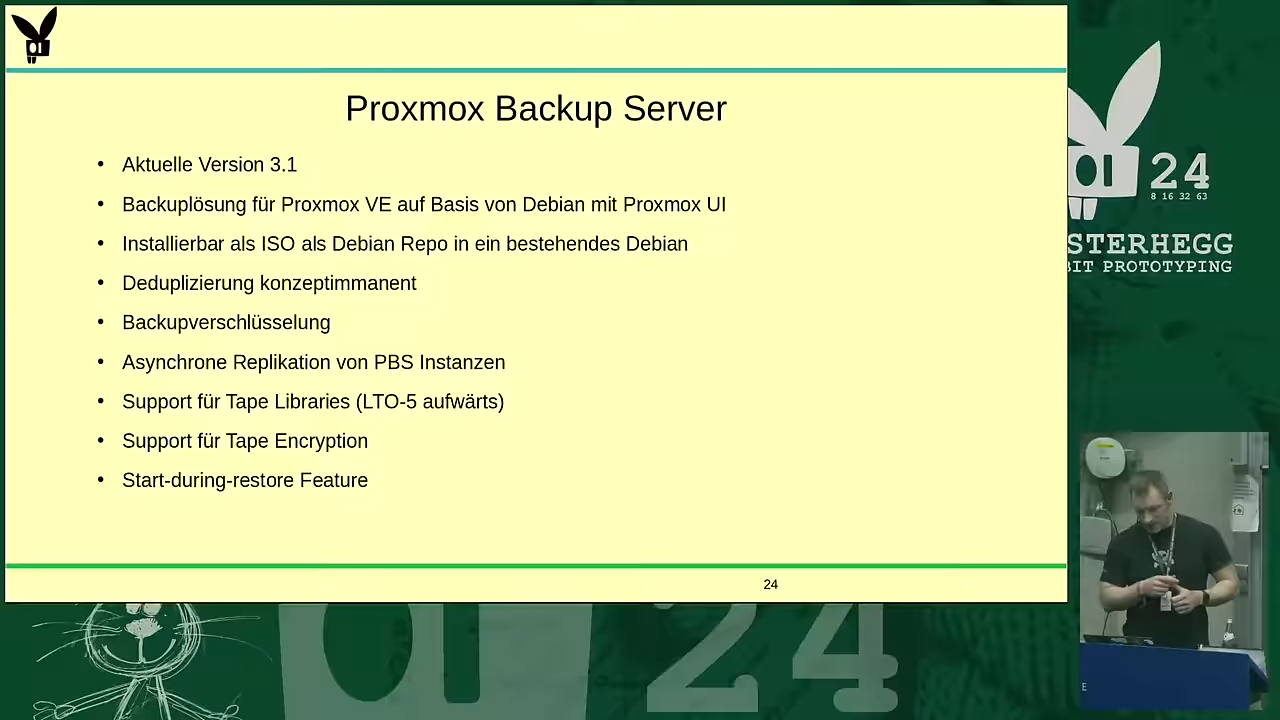 Proxmox Backup Server
• Aktuelle Version 3.1
• Backuplösung für Proxmox VE auf Basis von Debian mit Proxmox UI
• Installierbar als ISO als Debian Repo in ein bestehendes Debian
• Deduplizierung konzeptimmanent
• Backupverschlüsselung
• Asynchrone Replikation von PBS Instanzen
• Support für Tape Libraries (LTO-5 aufwärts)
• Support für Tape Encryption
• Start-during-restore Feature
24
24
8 16 32 63
STERHEGG
BIT PROTOTYPING
24
E